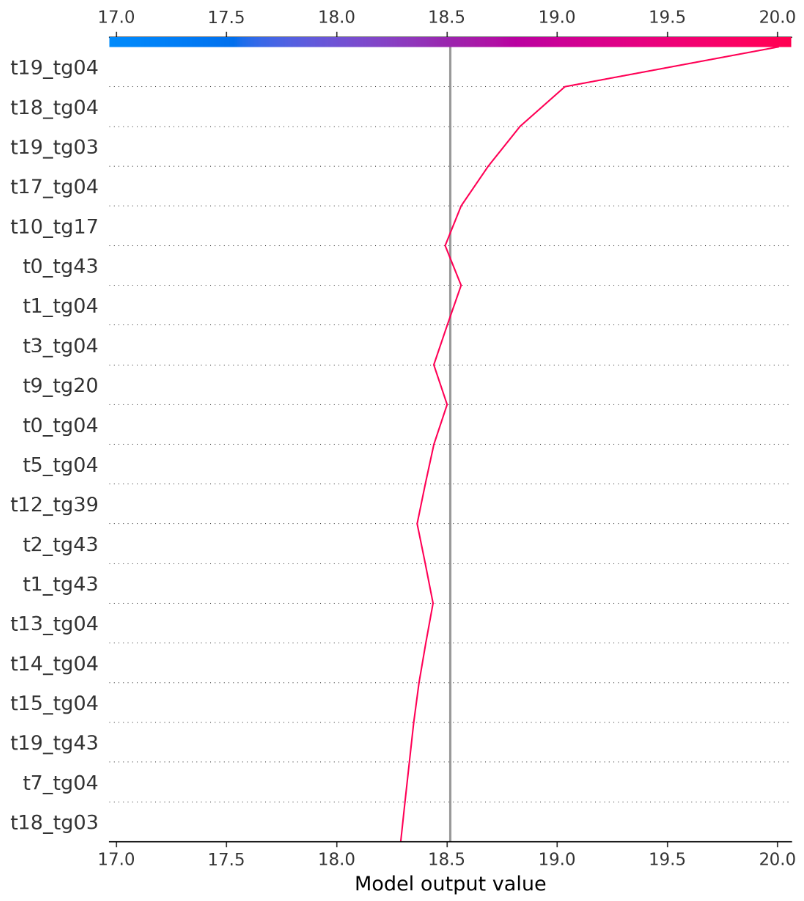 17.0 17.5 18.0 18.5 19.0 19.5 20.0
t19_tg04
t18_tg04
t19_tg03
t17_tg04
t10_tg17
t0_tg43
t1_tg04
t3_tg04
t9_tg20
t0_tg04
t5_tg04
t12_tg39
t2_tg43
t1_tg43
t13_tg04
t14_tg04
t15_tg04
t19_tg43
t7_tg04
t18_tg03
17.0 17.5 18.0 18.5 19.0 19.5 20.0
Model output value